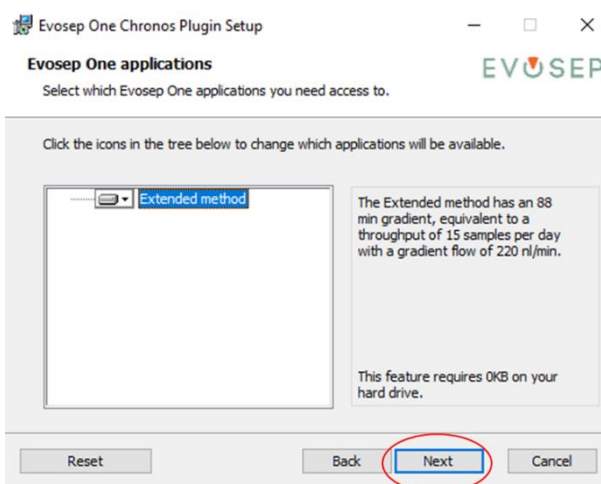 Evosep One Chronos Plugin Setup
Evosep One applications
EVOSEP
Select which Evosep One applications you need access to.
Click the icons in the tree below to change which applications will be available.
Extended method
The Extended method has an 88
min gradient, equivalent to a
throughput of 15 samples per day
with a gradient flow of 220 nl/min.
This feature requires 0KB on your
hard drive.
Reset
Back
Next
Cancel